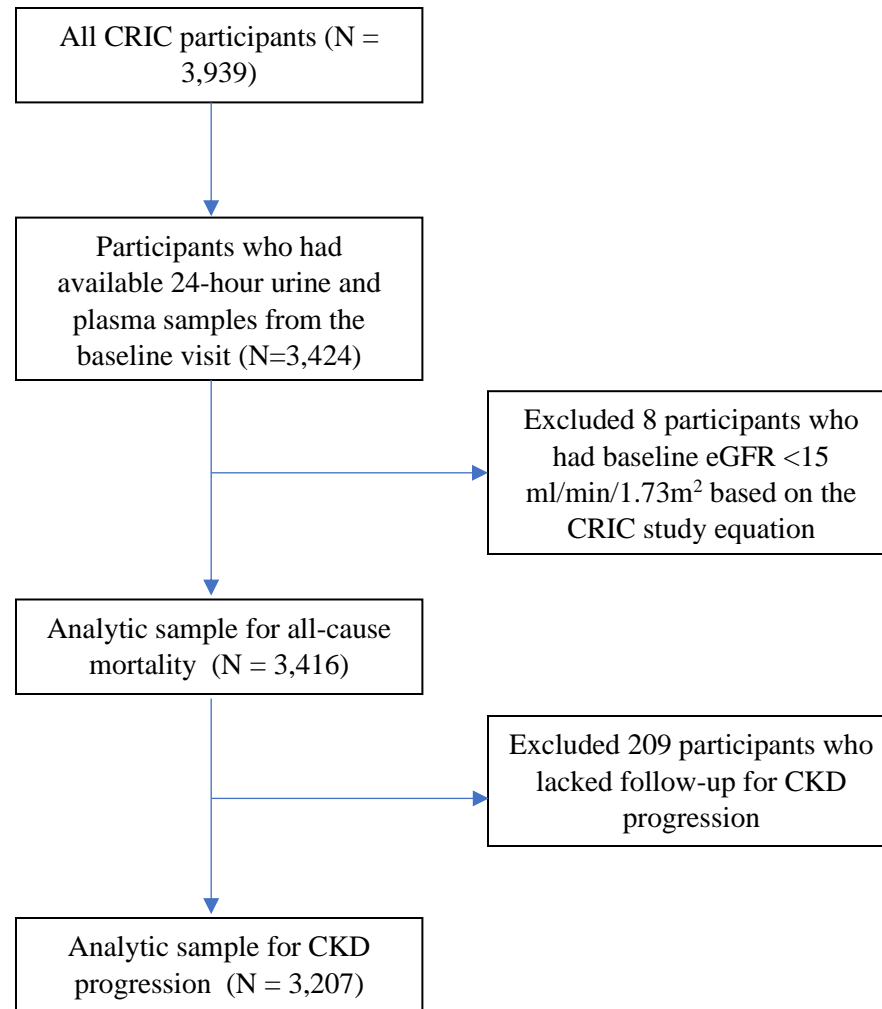 All CRIC participants (N =
3,939)
Participants who had
available 24-hour urine and
plasma samples from the
baseline visit (N=3,424)
Excluded 8 participants who
had baseline eGFR <15
ml/min/1.73m² based on the
CRIC study equation
Analytic sample for all-cause
mortality  (N = 3,416)
Excluded 209 participants who
lacked follow-up for CKD
progression
Analytic sample for CKD
progression  (N = 3,207)